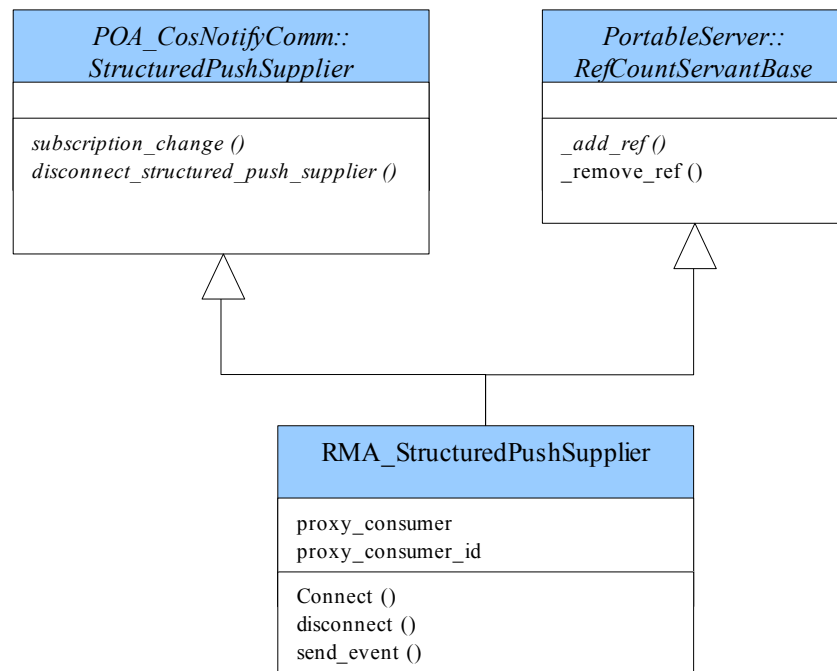 POA_CosNotifyComm::
StructuredPushSupplier
subscription_change ()
disconnect_structured_push_supplier ()
PortableServer::
RefCountServantBase
_add_ref ()
_remove_ref ()
RMA_StructuredPushSupplier
proxy_consumer
proxy_consumer_id
Connect ()
disconnect ()
send_event ()